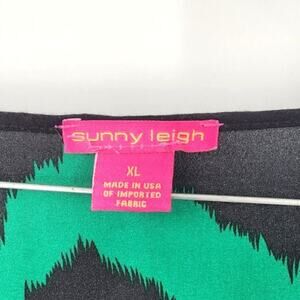 sunny leigh
XL
MADE IN USA
OF IMPORTED
FABRIC